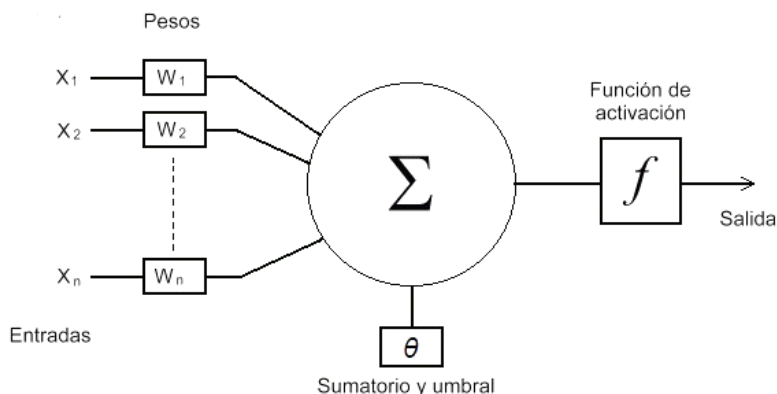 Pesos
X₁ W₁
X₂ W₂
Xₙ Wₙ
Entradas
Σ
θ
Sumatorio y umbral
Función de
activación
f
Salida